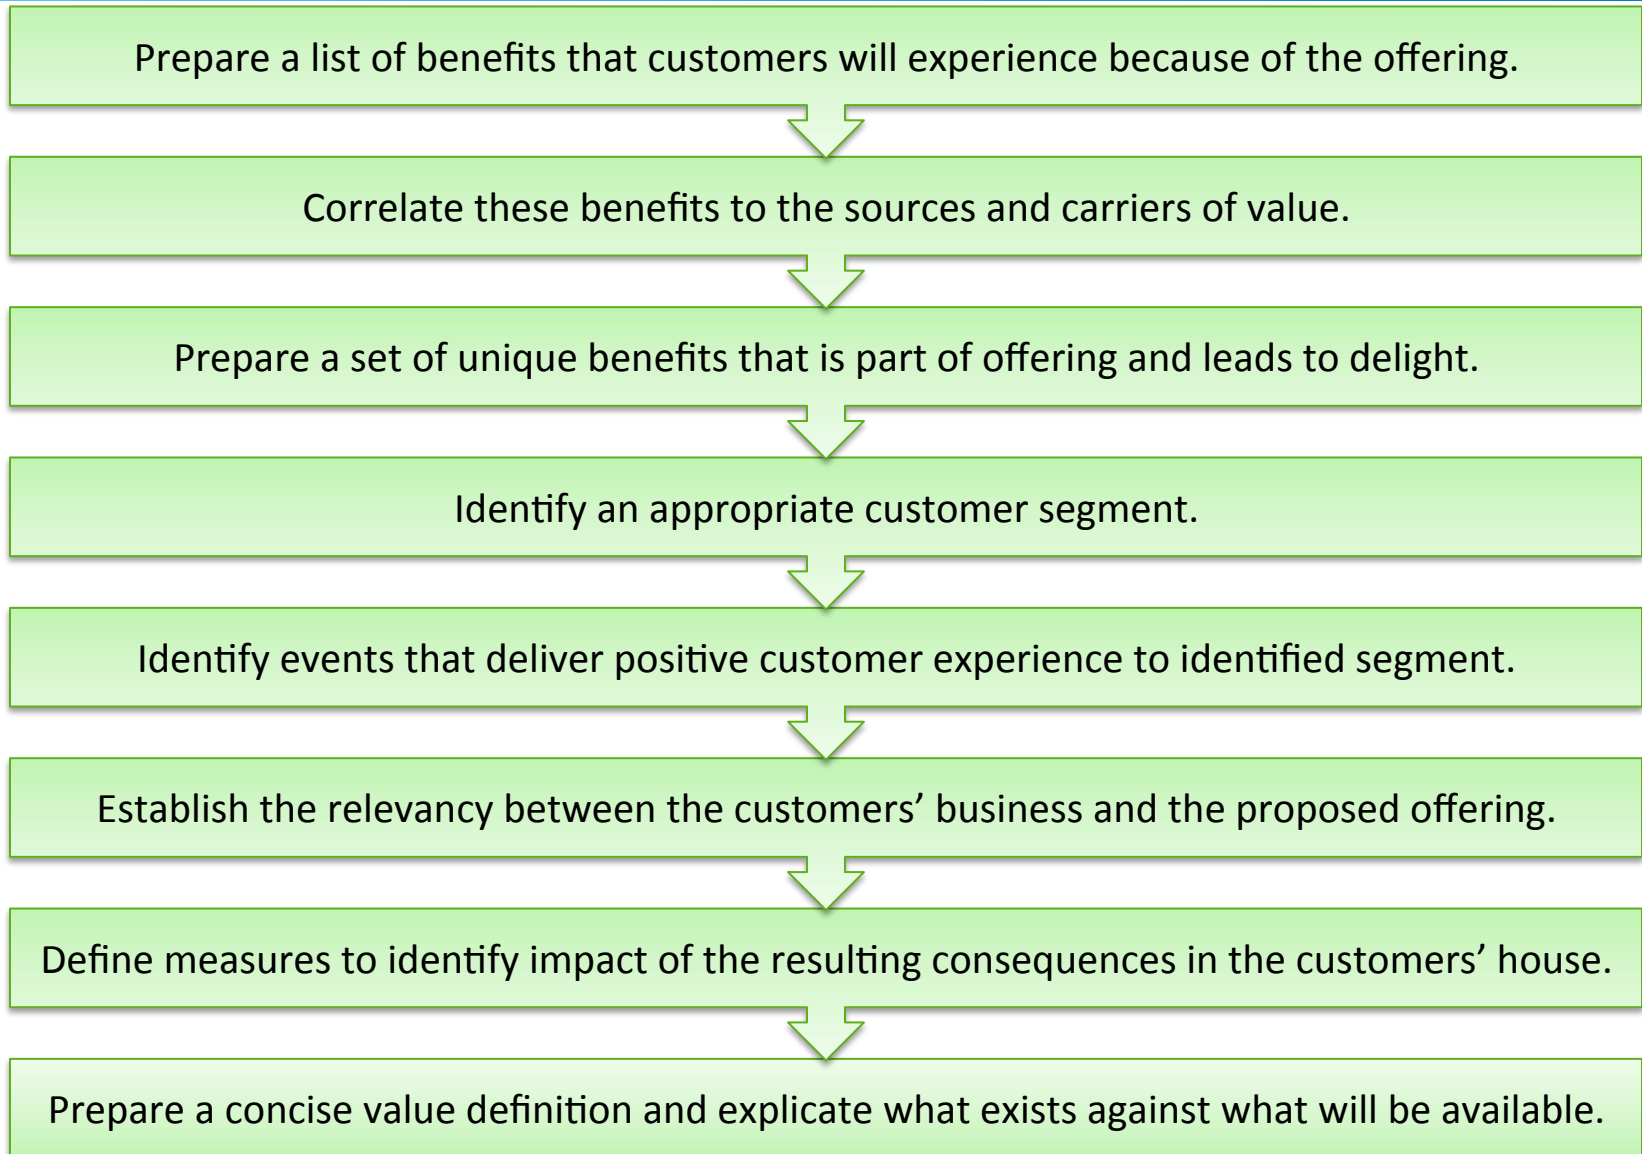 Prepare a list of benefits that customers will experience because of the offering.
Correlate these benefits to the sources and carriers of value.
Prepare a set of unique benefits that is part of offering and leads to delight.
Identify an appropriate customer segment.
Identify events that deliver positive customer experience to identified segment.
Establish the relevancy between the customers’ business and the proposed offering.
Define measures to identify impact of the resulting consequences in the customers’ house.
Prepare a concise value definition and explicate what exists against what will be available.